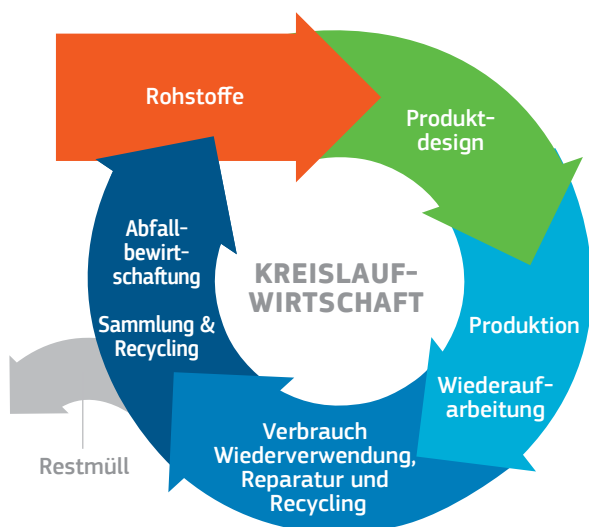 Rohstoffe
Produkt-
design
Produktion
Wiederauf-
arbeitung
Verbrauch
Wiederverwendung,
Reparatur und
Recycling
Abfall-
bewirt-
schaftung
Sammlung &
Recycling
Restmüll
KREISLAUF-
WIRTSCHAFT